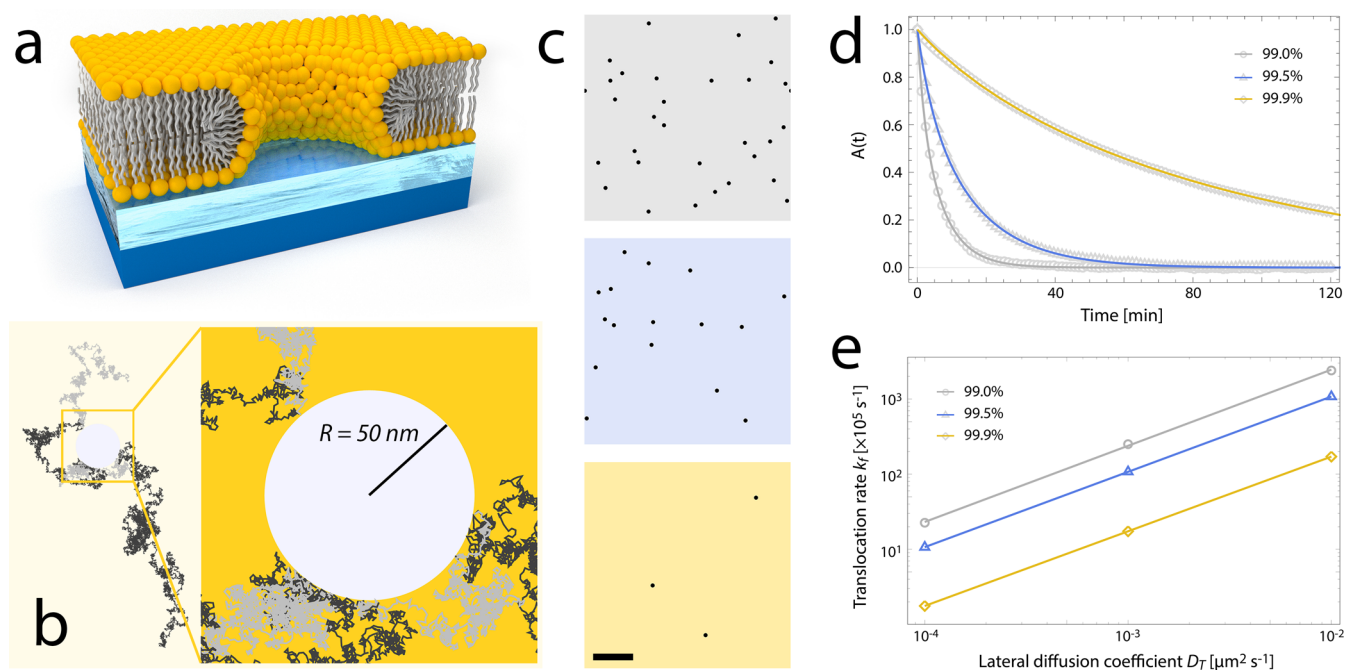 a
b
R = 50 nm
c
d
1.0
0.8
0.6
0.4
0.2
0.0
A(t)
99.0%
99.5%
99.9%
0
40
80
120
Time [min]
e
10³
10²
10¹
Translocation rate k_f [×10⁵ s⁻¹]
99.0%
99.5%
99.9%
10⁻⁴
10⁻³
10⁻²
Lateral diffusion coefficient D_T [µm² s⁻¹]